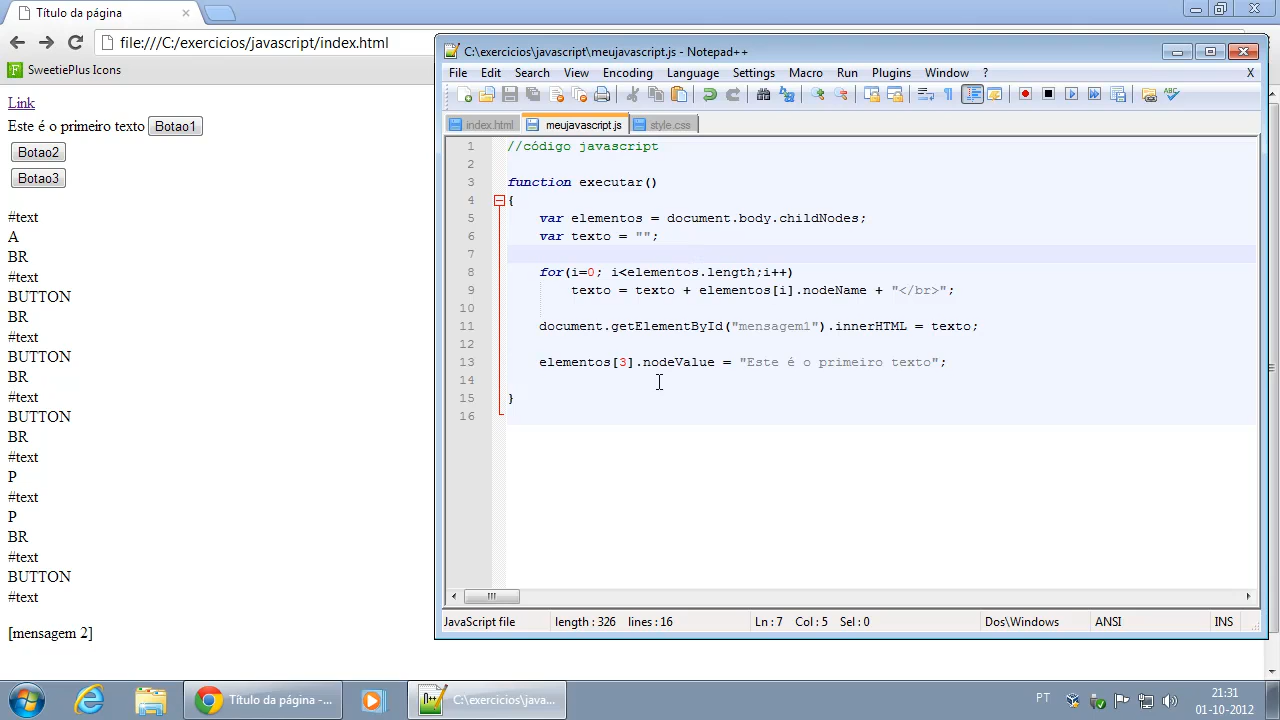 Título da página
file:///C:/exercicios/javascript/index.html
SweetiePlus Icons
Link
Este é o primeiro texto Botao1
Botao2
Botao3
#text
A
BR
#text
BUTTON
BR
#text
BUTTON
BR
#text
BUTTON
BR
#text
P
#text
P
BR
#text
BUTTON
#text
[mensagem 2]
C:\exercicios\javascript\meujavascript.js - Notepad++
File Edit Search View Encoding Language Settings Macro Run Plugins Window ? X
index.html meujavascript.js style.css
1 //código javascript
2
3 function executar()
4 {
5 var elementos = document.body.childNodes;
6 var texto = "";
7
8 for(i=0; i<elementos.length;i++)
9 texto = texto + elementos[i].nodeName + "</br>";
10
11 document.getElementById("mensagem1").innerHTML = texto;
12
13 elementos[3].nodeValue = "Este é o primeiro texto";
14
15 }
16
JavaScript file length : 326 lines : 16 Ln : 7 Col : 5 Sel : 0 Dos\Windows ANSI INS
Título da página -... C:\exercicios\java... PT 21:31
01-10-2012